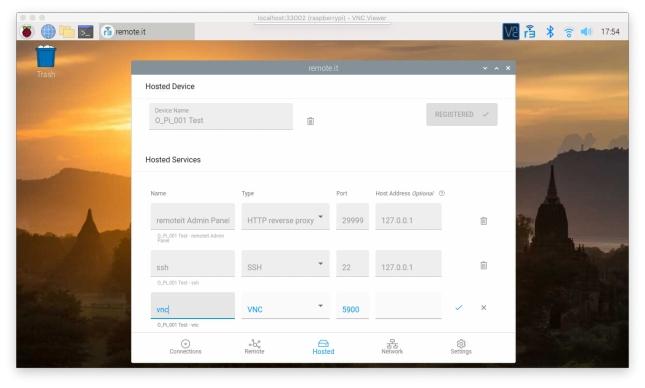 localhost:33002 (raspberrypi) - VNC Viewer
remote.it
17:54
Trash
remote.it
Hosted Device
Device Name
O_Pi_001 Test
REGISTERED
Hosted Services
Name Type Port Host Address Optional
remoteit Admin Panel HTTP reverse proxy 29999 127.0.0.1
O_Pi_001 Test - remoteit Admin
Panel
ssh SSH 22 127.0.0.1
O_Pi_001 Test - ssh
vnc VNC 5900
O_Pi_001 Test - vnc
Connections Remote Hosted Network Settings